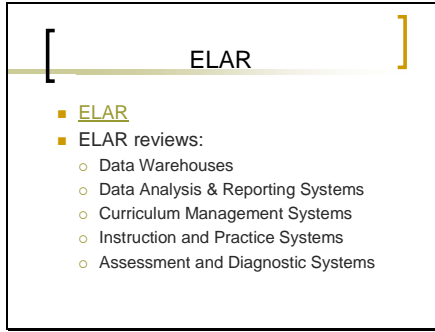 ELAR
ELAR
ELAR reviews:
Data Warehouses
Data Analysis & Reporting Systems
Curriculum Management Systems
Instruction and Practice Systems
Assessment and Diagnostic Systems